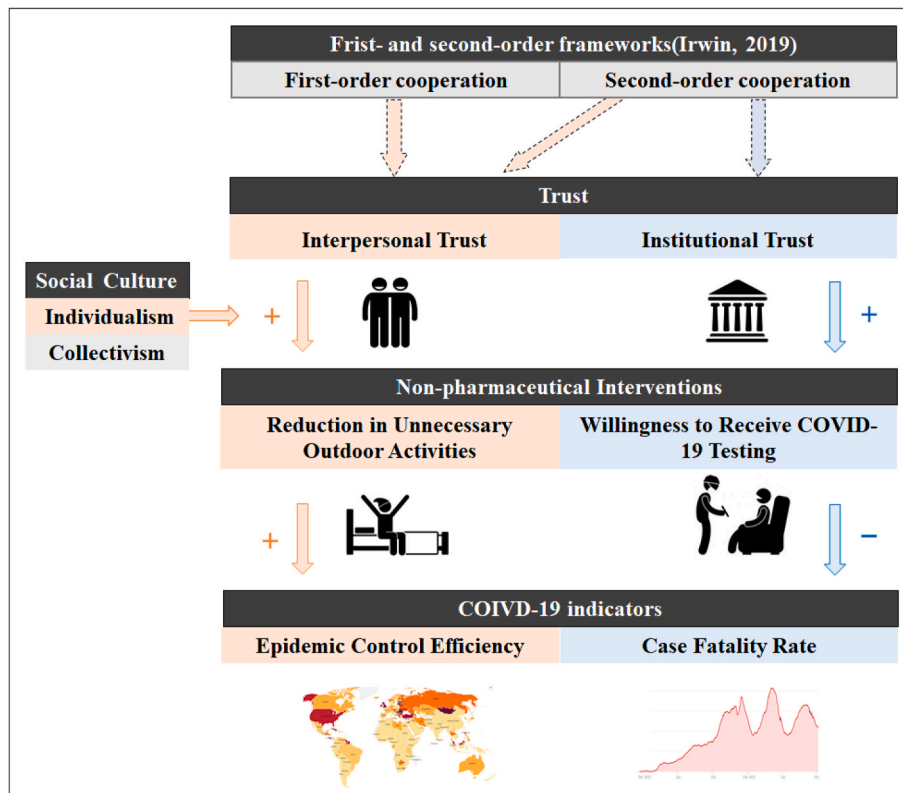 Frist- and second-order frameworks(Irwin, 2019)
First-order cooperation
Second-order cooperation
Trust
Interpersonal Trust
Institutional Trust
Social Culture
Individualism
Collectivism
+
+
Non-pharmaceutical Interventions
Reduction in Unnecessary
Outdoor Activities
Willingness to Receive COVID-
19 Testing
+
−
COIVD-19 indicators
Epidemic Control Efficiency
Case Fatality Rate